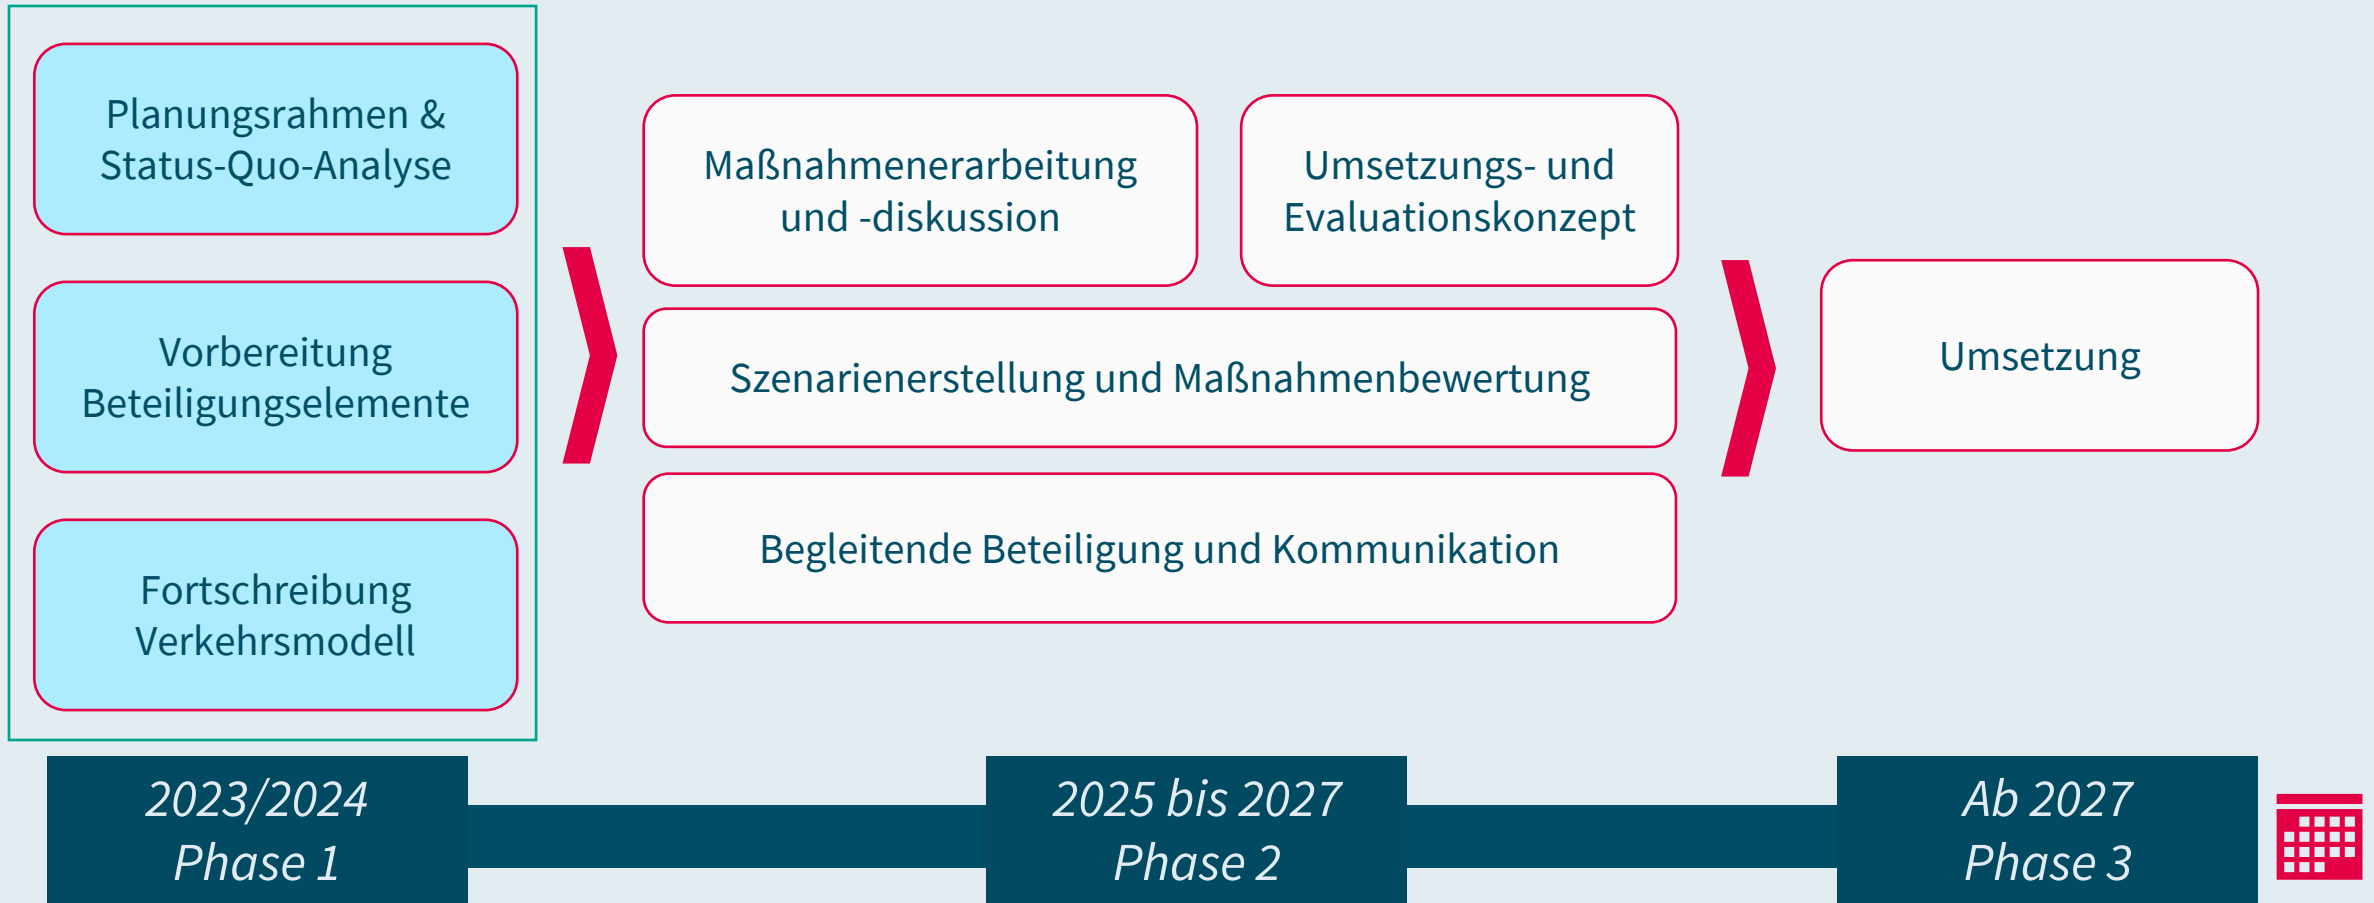 Planungsrahmen &
Status-Quo-Analyse
Vorbereitung
Beteiligungselemente
Fortschreibung
Verkehrsmodell
Maßnahmenerarbeitung
und -diskussion
Umsetzungs- und
Evaluationskonzept
Szenarienerstellung und Maßnahmenbewertung
Begleitende Beteiligung und Kommunikation
Umsetzung
2023/2024
Phase 1
2025 bis 2027
Phase 2
Ab 2027
Phase 3